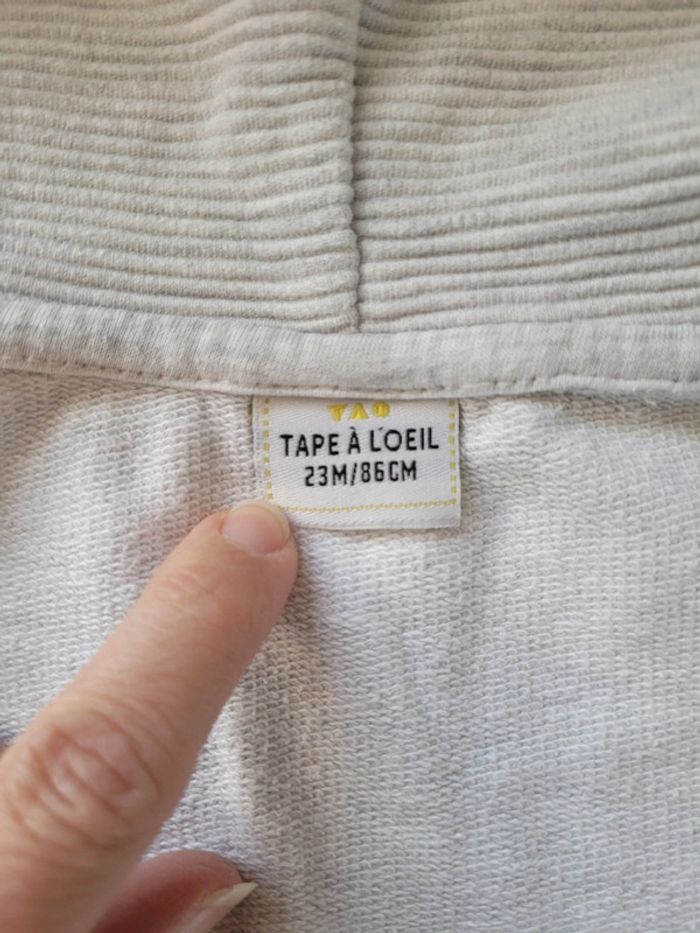 TAO
TAPE À L'OEIL
23M/86CM